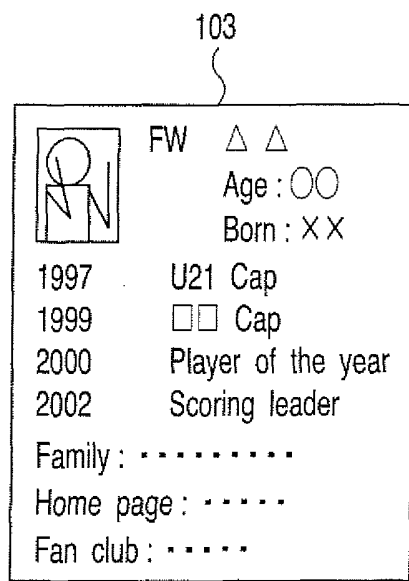 103
FW △ △
Age : ○○
Born : ××
1997 U21 Cap
1999 □□ Cap
2000 Player of the year
2002 Scoring leader
Family : ・・・・・・・・・
Home page : ・・・・・
Fan club : ・・・・・